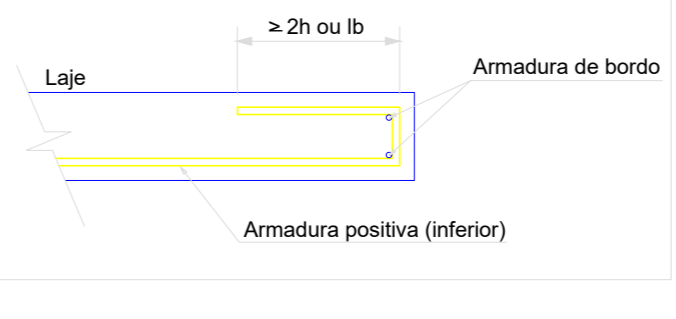 ≥ 2h ou lb
Armadura de bordo
Laje
Armadura positiva (inferior)